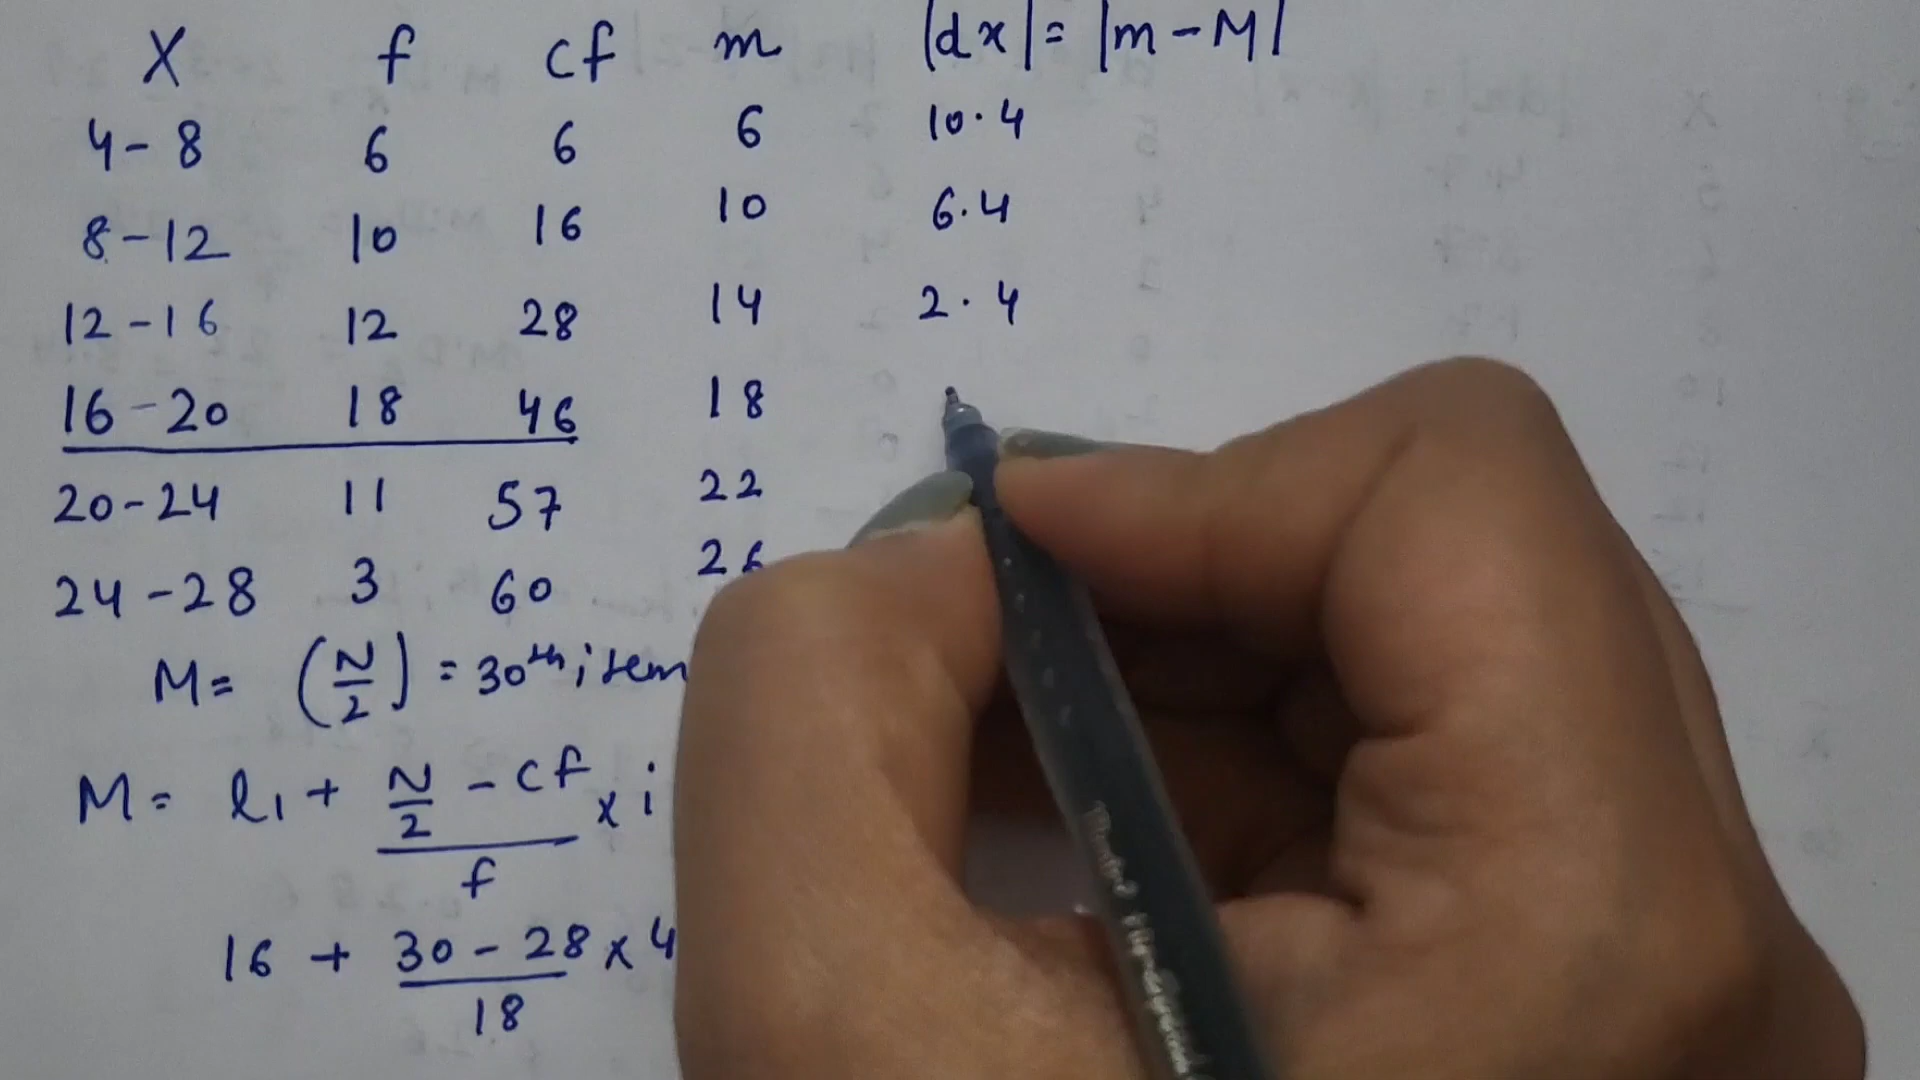 X f cf m |dx| = |m - M|
4 - 8 6 6 6 10.4
8 - 12 10 16 10 6.4
12 - 16 12 28 14 2.4
16 - 20 18 46 18
20 - 24 11 57 22
24 - 28 3 60 26
M = (N/2) = 30th item
M = l1 + N/2 - cf / f x i
16 + 30 - 28 / 18 x 4